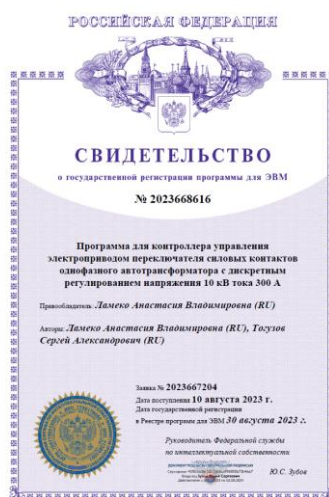 РОССИЙСКАЯ ФЕДЕРАЦИЯ
СВИДЕТЕЛЬСТВО
о государственной регистрации программы для ЭВМ
№ 2023668616
Программа для контроллера управления
электроприводом переключателя силовых контактов
однофазного автотрансформатора с дискретным
регулированием напряжения 10 кВ тока 300 А
Правообладатель: Ламеко Анастасия Владимировна (RU)
Авторы: Ламеко Анастасия Владимировна (RU), Тогузов
Сергей Александрович (RU)
Заявка № 2023667204
Дата поступления 10 августа 2023 г.
Дата государственной регистрации
в Реестре программ для ЭВМ 30 августа 2023 г.
Руководитель Федеральной службы
по интеллектуальной собственности
Ю.С. Зубов